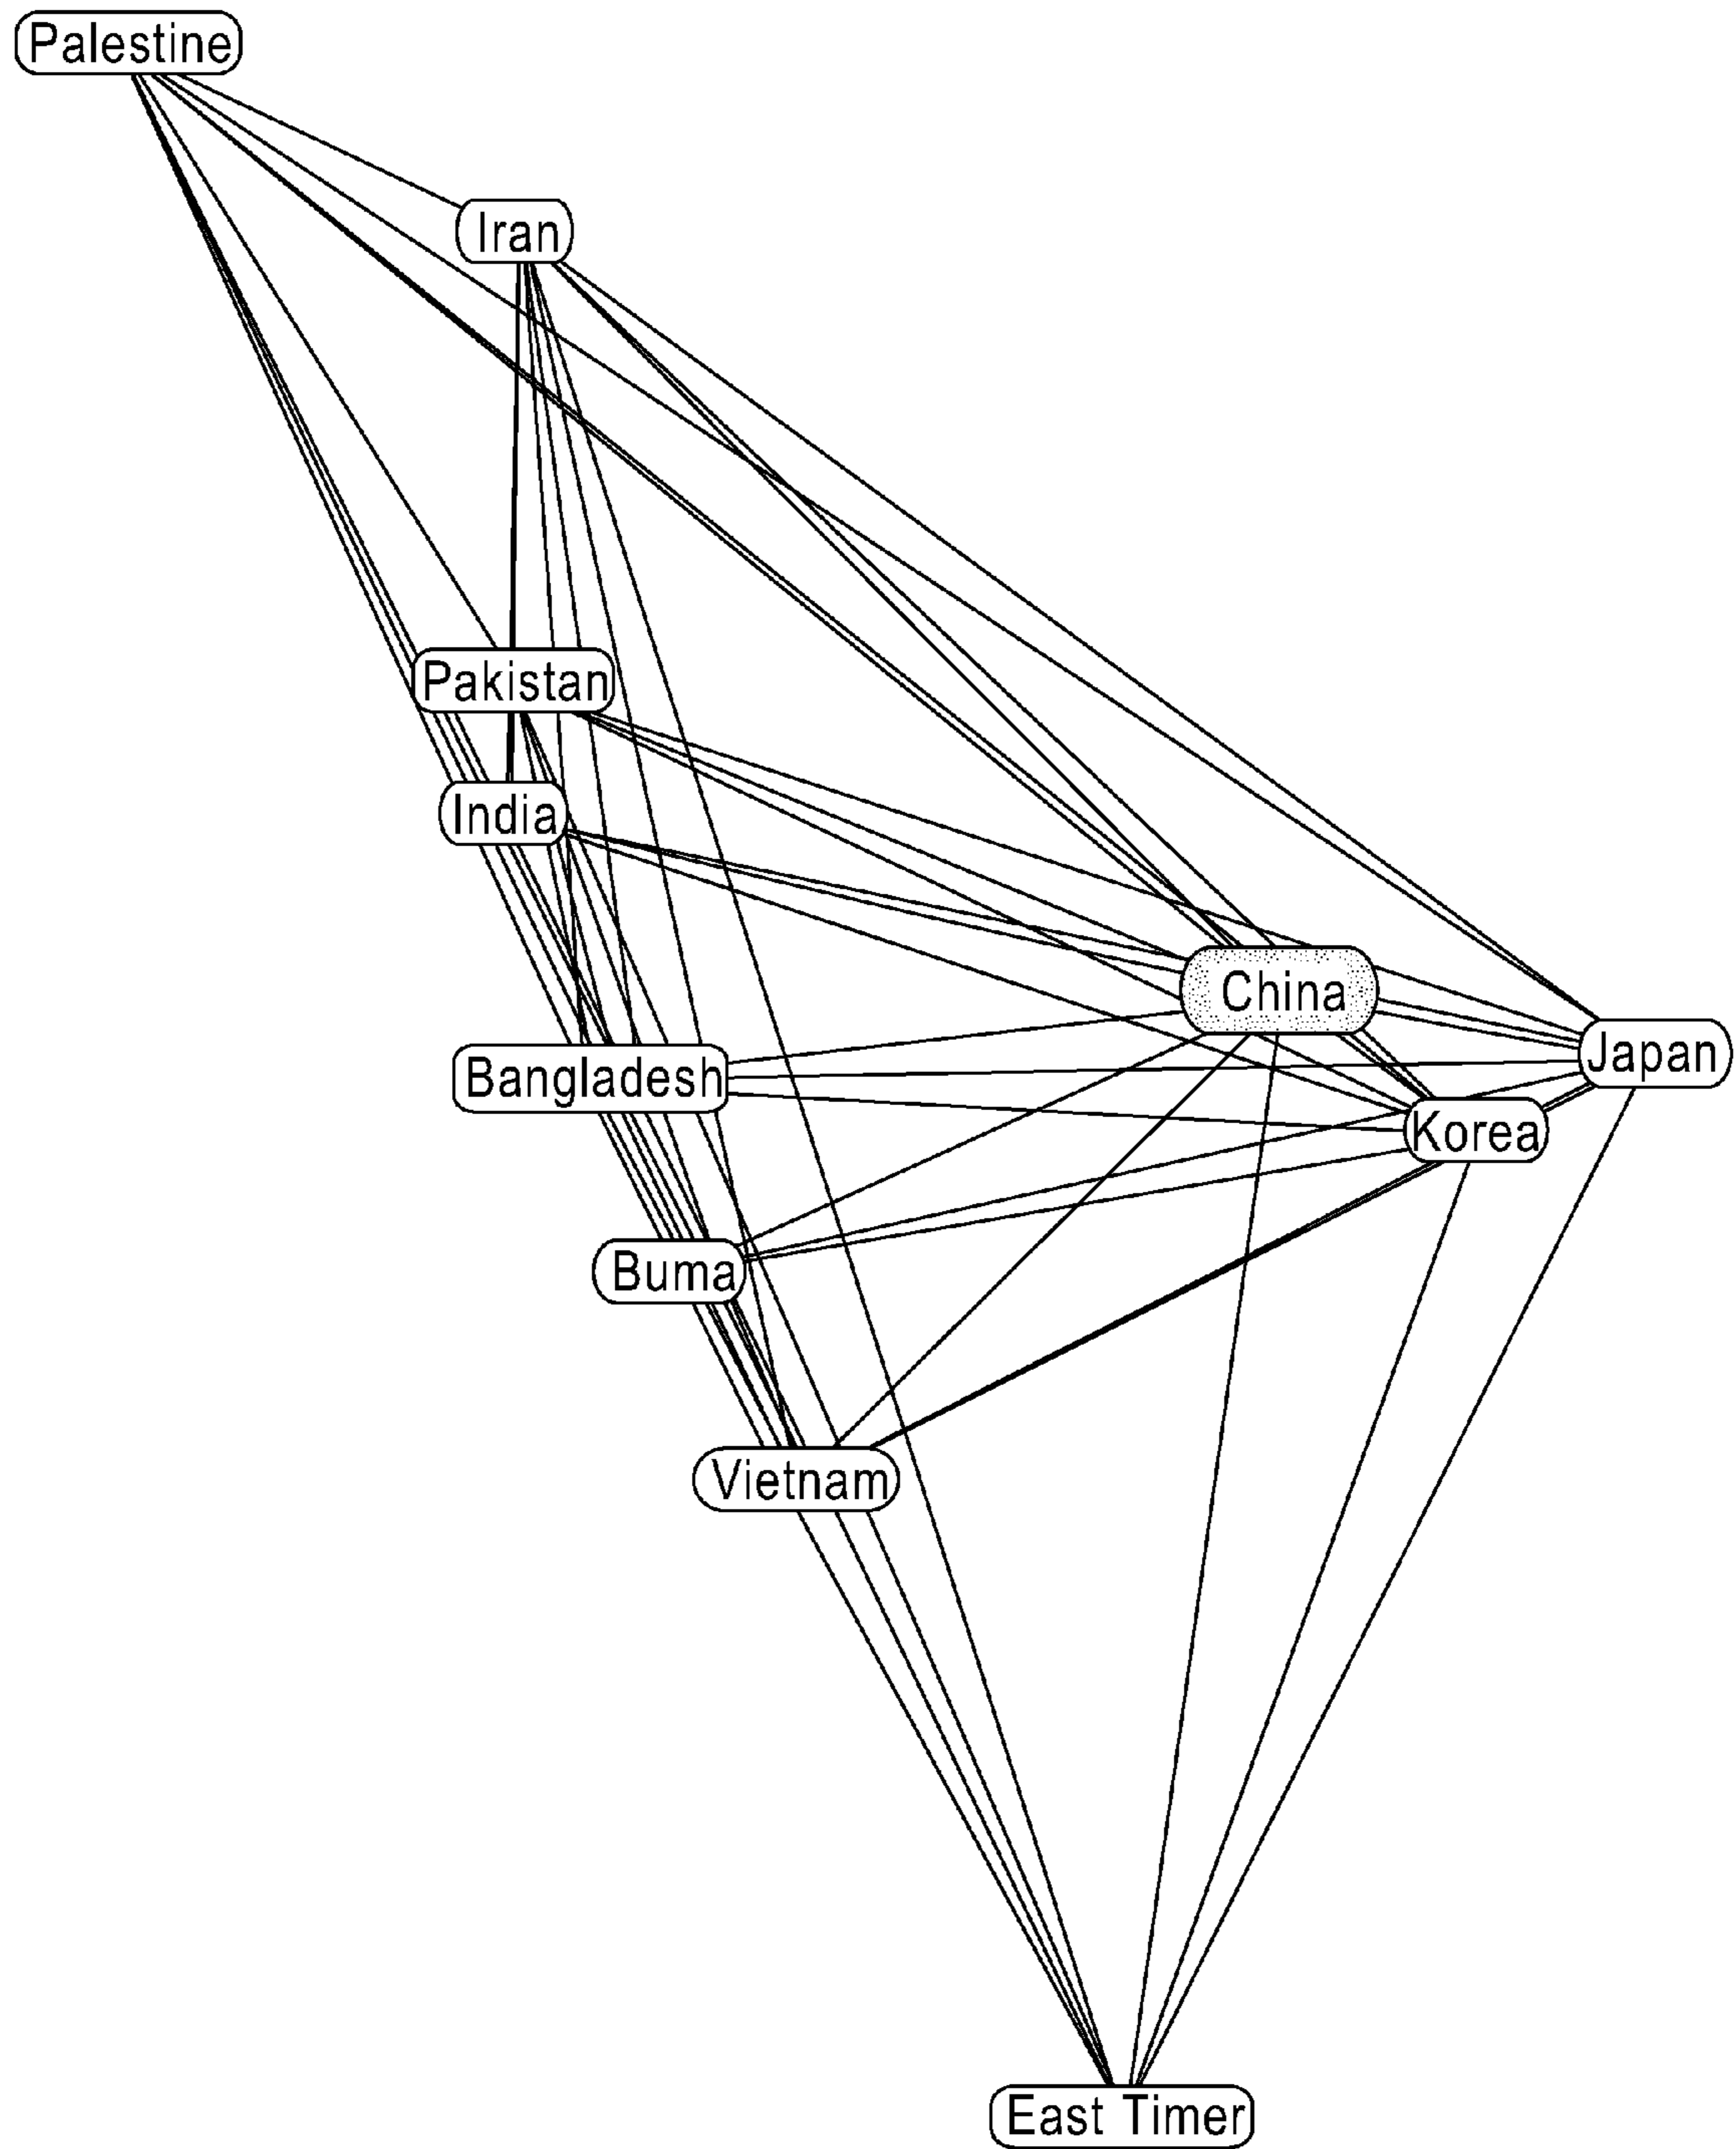 Palestine
Iran
Pakistan
India
China
Japan
Bangladesh
Korea
Buma
Vietnam
East Timer